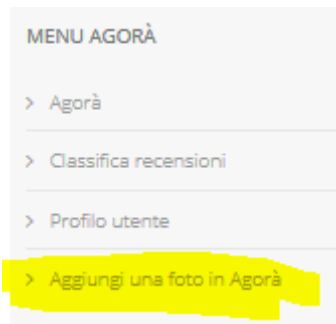 MENU AGORÀ
> Agorà
> Classifica recensioni
> Profilo utente
> Aggiungi una foto in Agorà